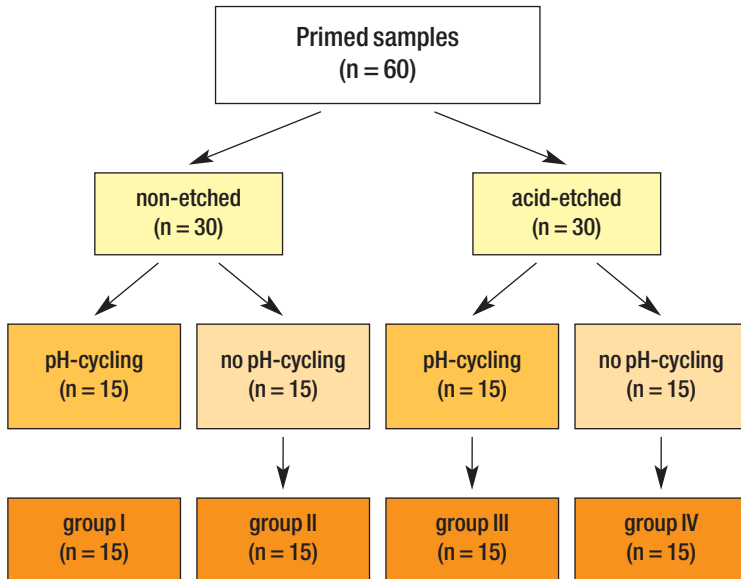 Primed samples
(n = 60)
non-etched
(n = 30)
acid-etched
(n = 30)
pH-cycling
(n = 15)
no pH-cycling
(n = 15)
pH-cycling
(n = 15)
no pH-cycling
(n = 15)
group I
(n = 15)
group II
(n = 15)
group III
(n = 15)
group IV
(n = 15)